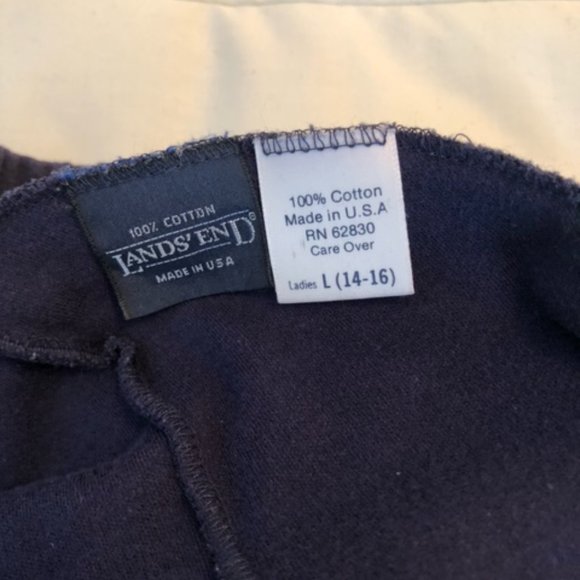 100% COTTON
LANDS' END®
MADE IN USA
100% Cotton
Made in U.S.A
RN 62830
Care Over
Ladies L (14-16)